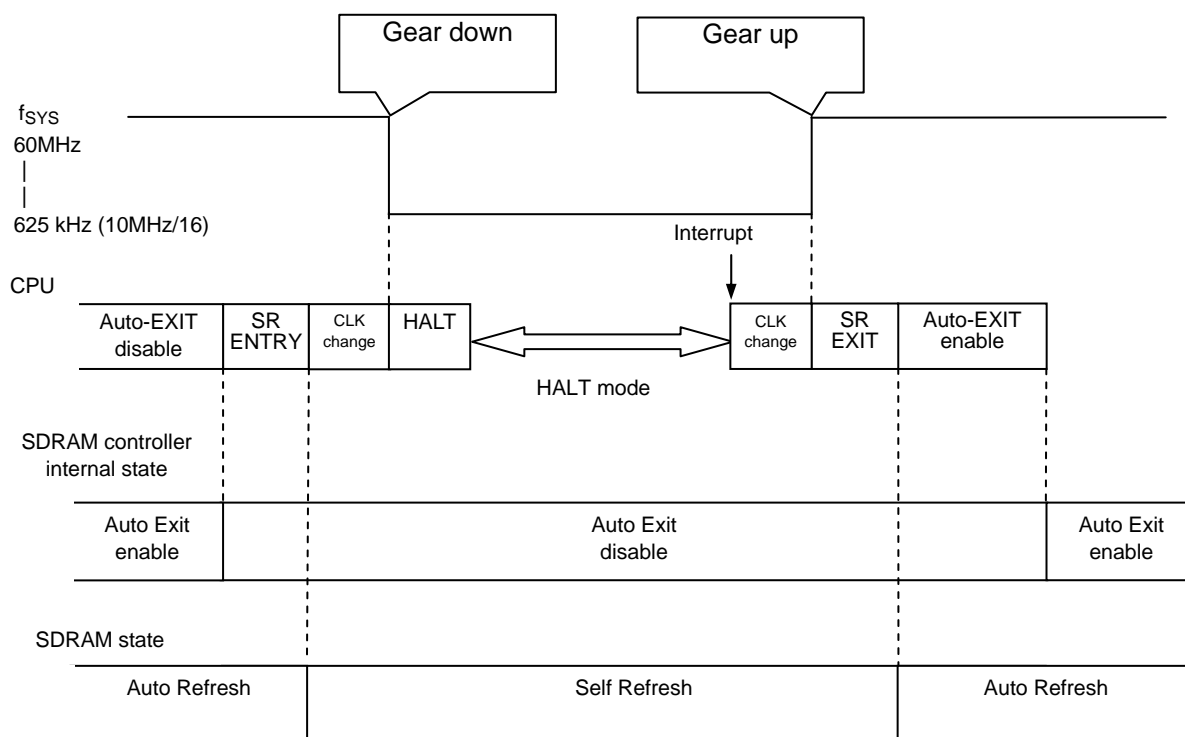 Gear down
Gear up
fSYS
60MHz
|
|
625 kHz (10MHz/16)
Interrupt
CPU
Auto-EXIT
disable
SR
ENTRY
CLK
change
HALT
HALT mode
CLK
change
SR
EXIT
Auto-EXIT
enable
SDRAM controller
internal state
Auto Exit
enable
Auto Exit
disable
Auto Exit
enable
SDRAM state
Auto Refresh
Self Refresh
Auto Refresh